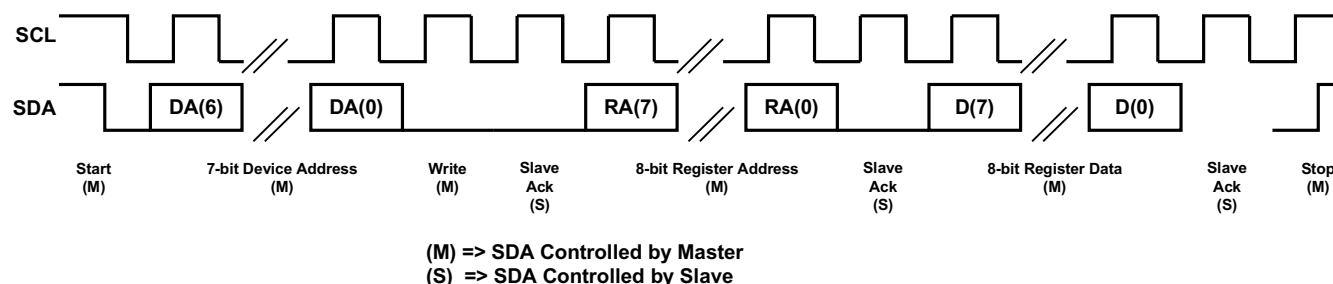 SCL
SDA
DA(6)
DA(0)
RA(7)
RA(0)
D(7)
D(0)
Start
(M)
7-bit Device Address
(M)
Write
(M)
Slave
Ack
(S)
8-bit Register Address
(M)
Slave
Ack
(S)
8-bit Register Data
(M)
Slave
Ack
(S)
Stop
(M)
(M) => SDA Controlled by Master
(S) => SDA Controlled by Slave